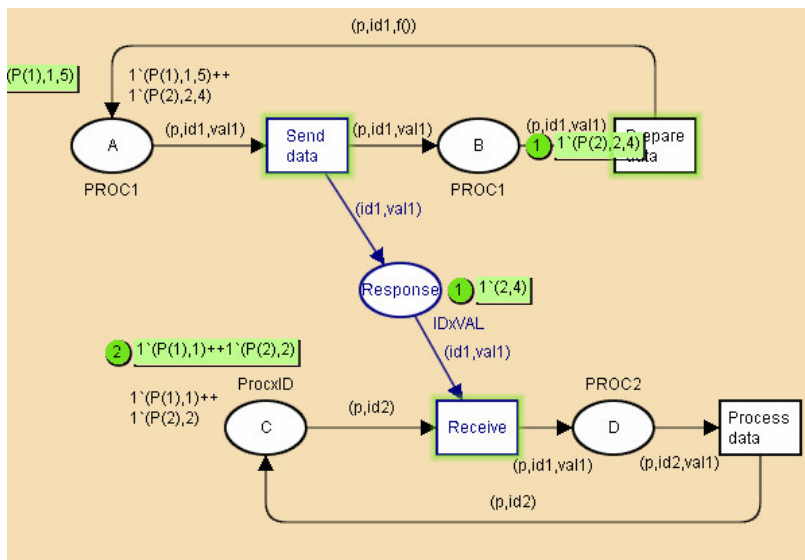 (p,id1,f())
(P(1),1,5)
1`(P(1),1,5)++
1`(P(2),2,4)
(p,id1,val1)
(p,id1,val1)
(p,id1,val1)
A
Send
data
B
1
1`(P(2),2,4)
Prepare
data
PROC1
PROC1
(id1,val1)
Response
1
1`(2,4)
IDxVAL
(id1,val1)
2
1`(P(1),1)++1`(P(2),2)
1`(P(1),1)++
1`(P(2),2)
ProcxID
PROC2
(p,id2)
C
Receive
D
Process
data
(p,id1,val1)
(p,id2,val1)
(p,id2)